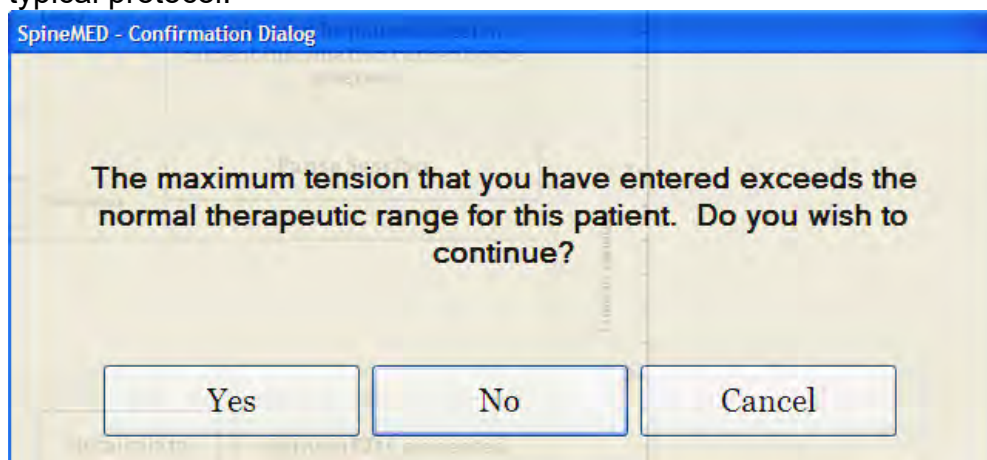 typical protocol.
SpineMED - Confirmation Dialog
The maximum tension that you have entered exceeds the
normal therapeutic range for this patient. Do you wish to
continue?
Yes
No
Cancel